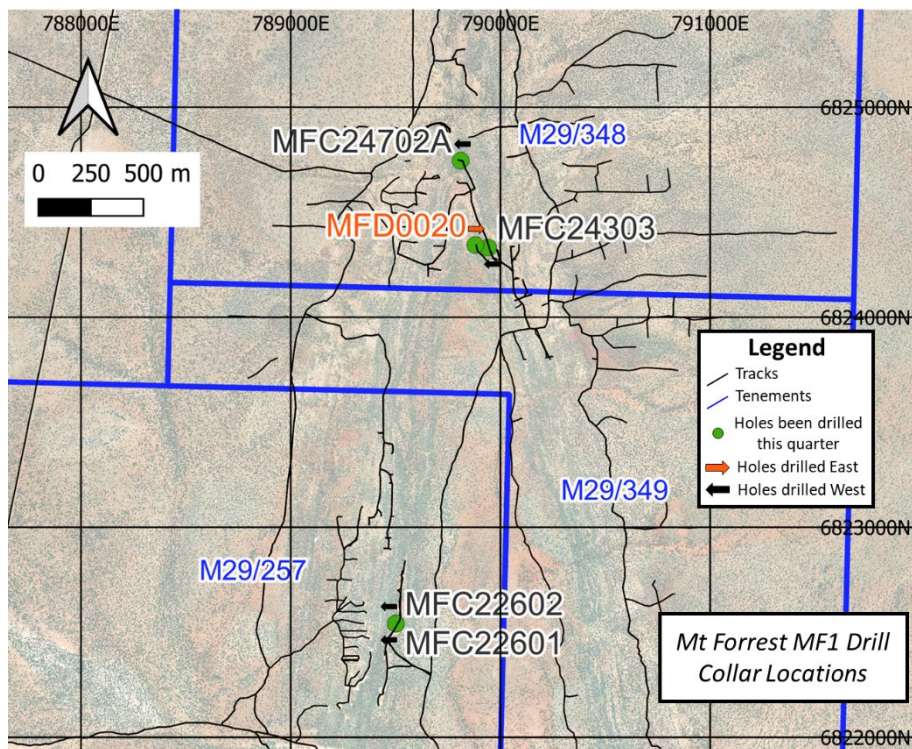 788000E 789000E 790000E 791000E
6825000N
MFC24702A
M29/348
0 250 500 m
MFD0020
MFC24303
6824000N
Legend
Tracks
Tenements
Holes been drilled
this quarter
Holes drilled East
Holes drilled West
M29/349
6823000N
M29/257
MFC22602
MFC22601
Mt Forrest MF1 Drill
Collar Locations
6822000N